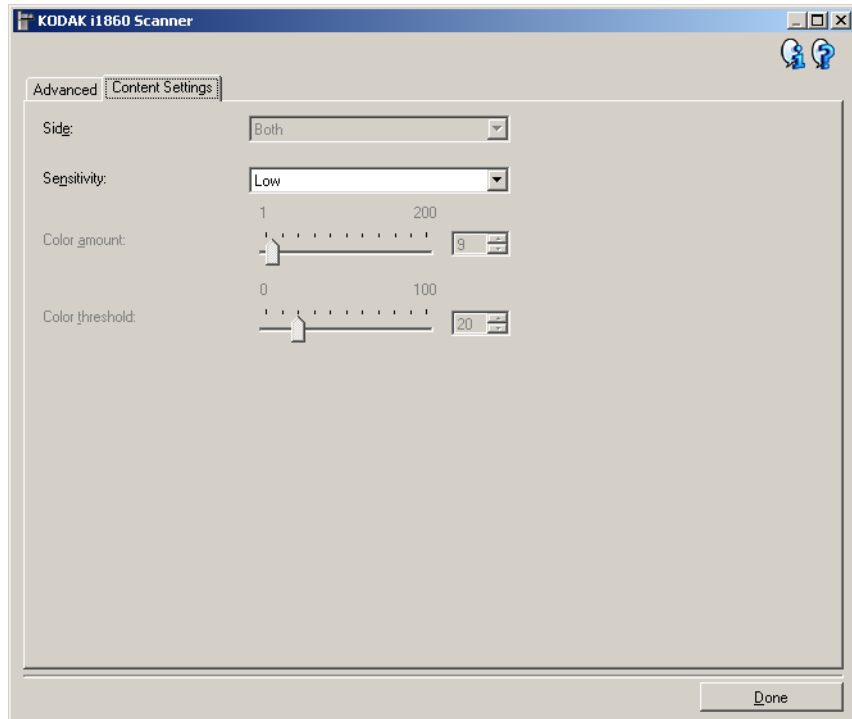 KODAK i1860 Scanner
Advanced Content Settings
Side: Both
Sensitivity: Low
1 200
Color amount: 9
0 100
Color threshold: 20
Done